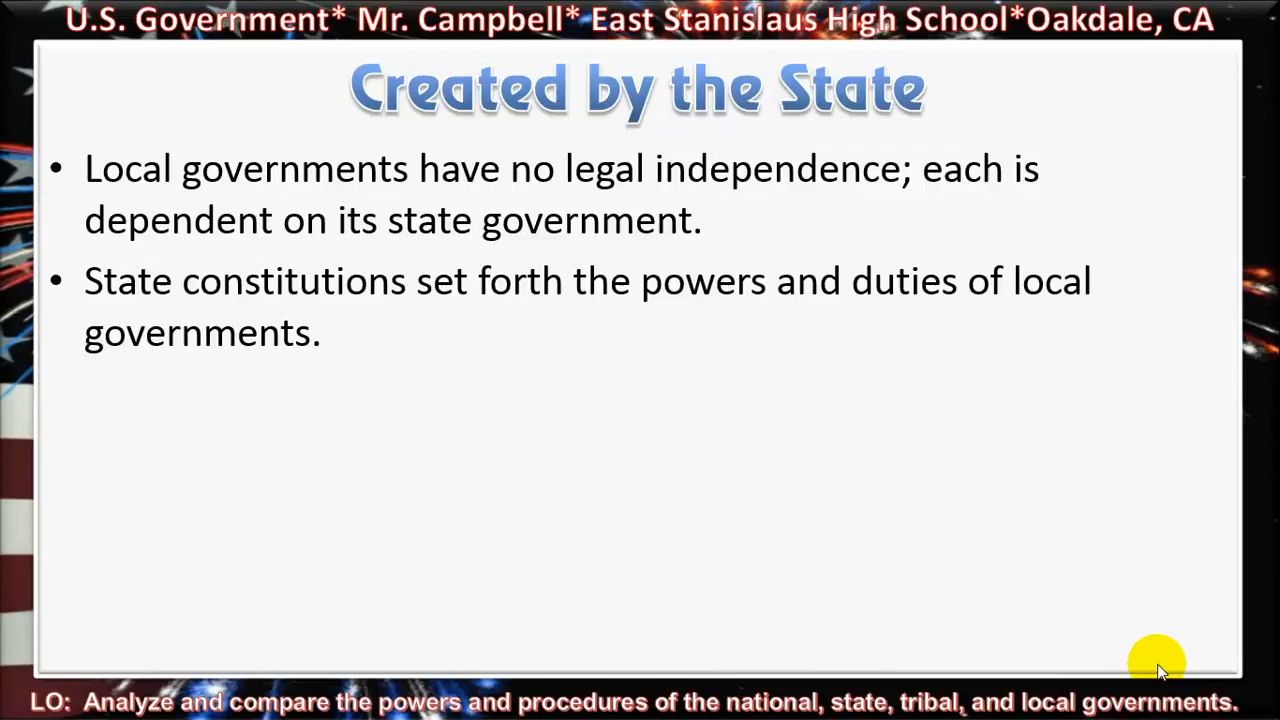 U.S. Government* Mr. Campbell* East Stanislaus High School*Oakdale, CA
Created by the State
• Local governments have no legal independence; each is
dependent on its state government.
• State constitutions set forth the powers and duties of local
governments.
LO: Analyze and compare the powers and procedures of the national, state, tribal, and local governments.